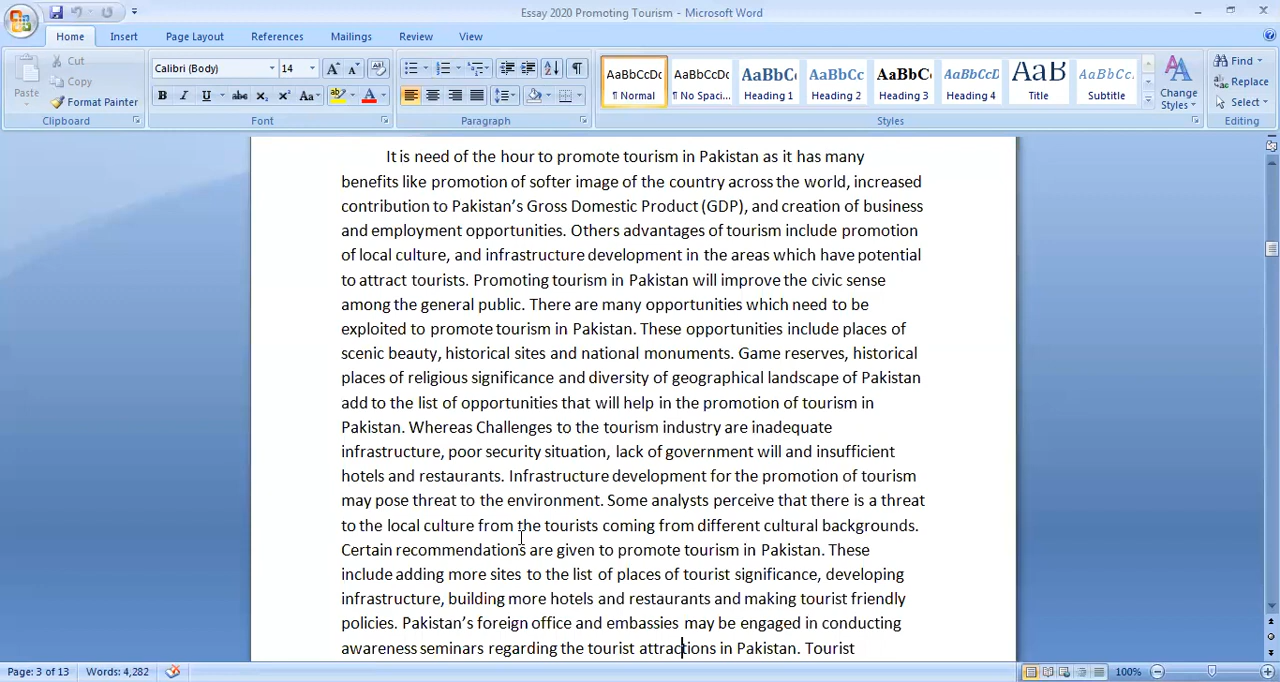 Essay 2020 Promoting Tourism - Microsoft Word
Home Insert Page Layout References Mailings Review View
Paste
Cut
Copy
Format Painter
Clipboard
Calibri (Body) 14
Font
Paragraph
AaBbCcDc AaBbCcDc AaBbC AaBbCc AaBbCc AaBbCcD AaB AaBbCc.
¶ Normal ¶ No Spaci... Heading 1 Heading 2 Heading 3 Heading 4 Title Subtitle
Styles
Change
Styles
Find
Replace
Select
Editing
It is need of the hour to promote tourism in Pakistan as it has many
benefits like promotion of softer image of the country across the world, increased
contribution to Pakistan’s Gross Domestic Product (GDP), and creation of business
and employment opportunities. Others advantages of tourism include promotion
of local culture, and infrastructure development in the areas which have potential
to attract tourists. Promoting tourism in Pakistan will improve the civic sense
among the general public. There are many opportunities which need to be
exploited to promote tourism in Pakistan. These opportunities include places of
scenic beauty, historical sites and national monuments. Game reserves, historical
places of religious significance and diversity of geographical landscape of Pakistan
add to the list of opportunities that will help in the promotion of tourism in
Pakistan. Whereas Challenges to the tourism industry are inadequate
infrastructure, poor security situation, lack of government will and insufficient
hotels and restaurants. Infrastructure development for the promotion of tourism
may pose threat to the environment. Some analysts perceive that there is a threat
to the local culture from the tourists coming from different cultural backgrounds.
Certain recommendations are given to promote tourism in Pakistan. These
include adding more sites to the list of places of tourist significance, developing
infrastructure, building more hotels and restaurants and making tourist friendly
policies. Pakistan’s foreign office and embassies may be engaged in conducting
awareness seminars regarding the tourist attractions in Pakistan. Tourist
Page: 3 of 13 Words: 4,282 100%